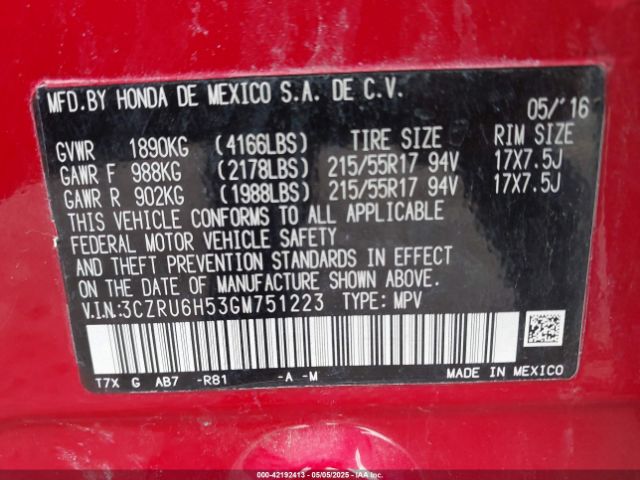 MFD.BY HONDA DE MEXICO S.A. DE C.V.
05/'16
GVWR 1890KG (4166LBS) TIRE SIZE RIM SIZE
GAWR F 988KG (2178LBS) 215/55R17 94V 17X7.5J
GAWR R 902KG (1988LBS) 215/55R17 94V 17X7.5J
THIS VEHICLE CONFORMS TO ALL APPLICABLE
FEDERAL MOTOR VEHICLE SAFETY
AND THEFT PREVENTION STANDARDS IN EFFECT
ON THE DATE OF MANUFACTURE SHOWN ABOVE.
V.I.N:3CZRU6H53GM751223 TYPE: MPV
T7X G AB7 -R81 -A -M
MADE IN MEXICO
000-42192413 - 05/05/2025 - IAAI.COM